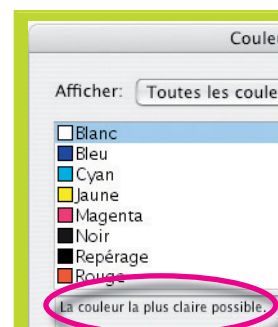 Couleu
Afficher: Toutes les coule
Blanc
Bleu
Cyan
Jaune
Magenta
Noir
Repérage
Rouge
La couleur la plus claire possible.